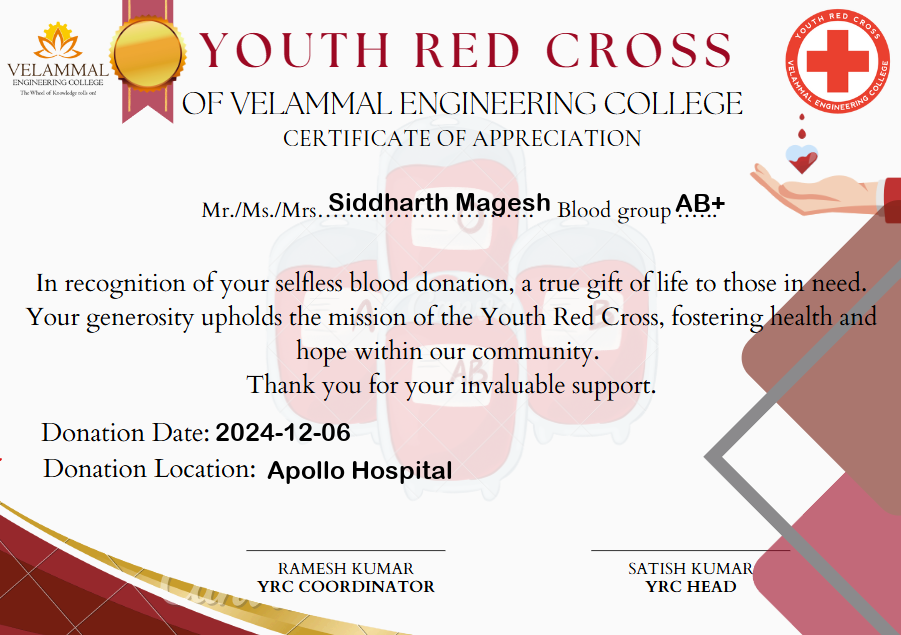 VELAMMAL
ENGINEERING COLLEGE
The Wheel of Knowledge rolls on!
YOUTH RED CROSS
OF VELAMMAL ENGINEERING COLLEGE
CERTIFICATE OF APPRECIATION
YOUTH RED CROSS
VELAMMAL ENGINEERING COLLEGE
Mr./Ms./Mrs. Siddharth Magesh Blood group AB+
O
A
B
AB
In recognition of your selfless blood donation, a true gift of life to those in need.
Your generosity upholds the mission of the Youth Red Cross, fostering health and
hope within our community.
Thank you for your invaluable support.
Donation Date: 2024-12-06
Donation Location: Apollo Hospital
RAMESH KUMAR
YRC COORDINATOR
SATISH KUMAR
YRC HEAD